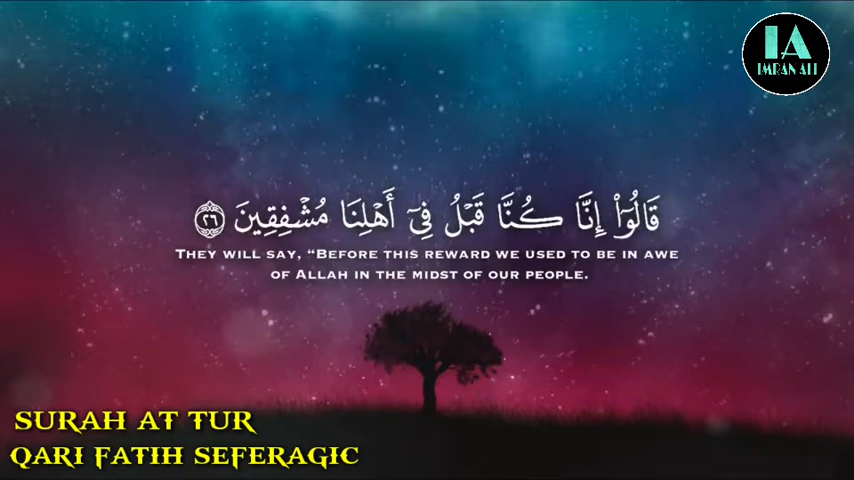 IA
IMRAN ALI
قَالُوٓا۟ إِنَّا كُنَّا قَبْلُ فِىٓ أَهْلِنَا مُشْفِقِينَ ٢٦
THEY WILL SAY, “BEFORE THIS REWARD WE USED TO BE IN AWE
OF ALLAH IN THE MIDST OF OUR PEOPLE.
SURAH AT TUR
QARI FATIH SEFERAGIC